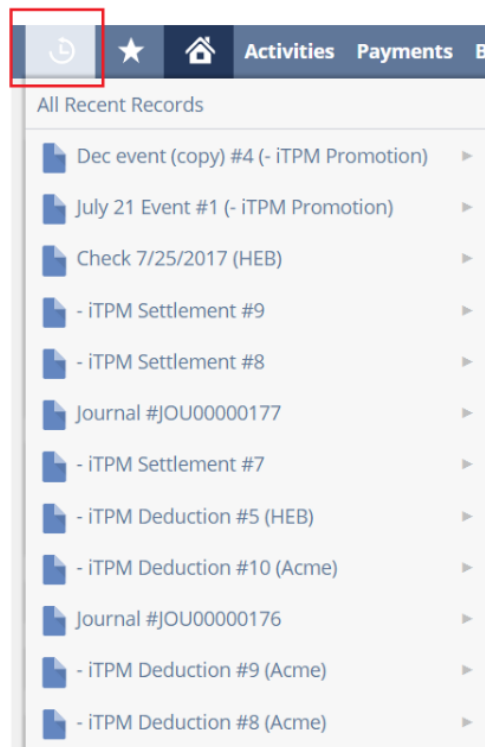 Activities Payments B
All Recent Records
Dec event (copy) #4 (- iTPM Promotion)
July 21 Event #1 (- iTPM Promotion)
Check 7/25/2017 (HEB)
- iTPM Settlement #9
- iTPM Settlement #8
Journal #JOU00000177
- iTPM Settlement #7
- iTPM Deduction #5 (HEB)
- iTPM Deduction #10 (Acme)
Journal #JOU00000176
- iTPM Deduction #9 (Acme)
- iTPM Deduction #8 (Acme)